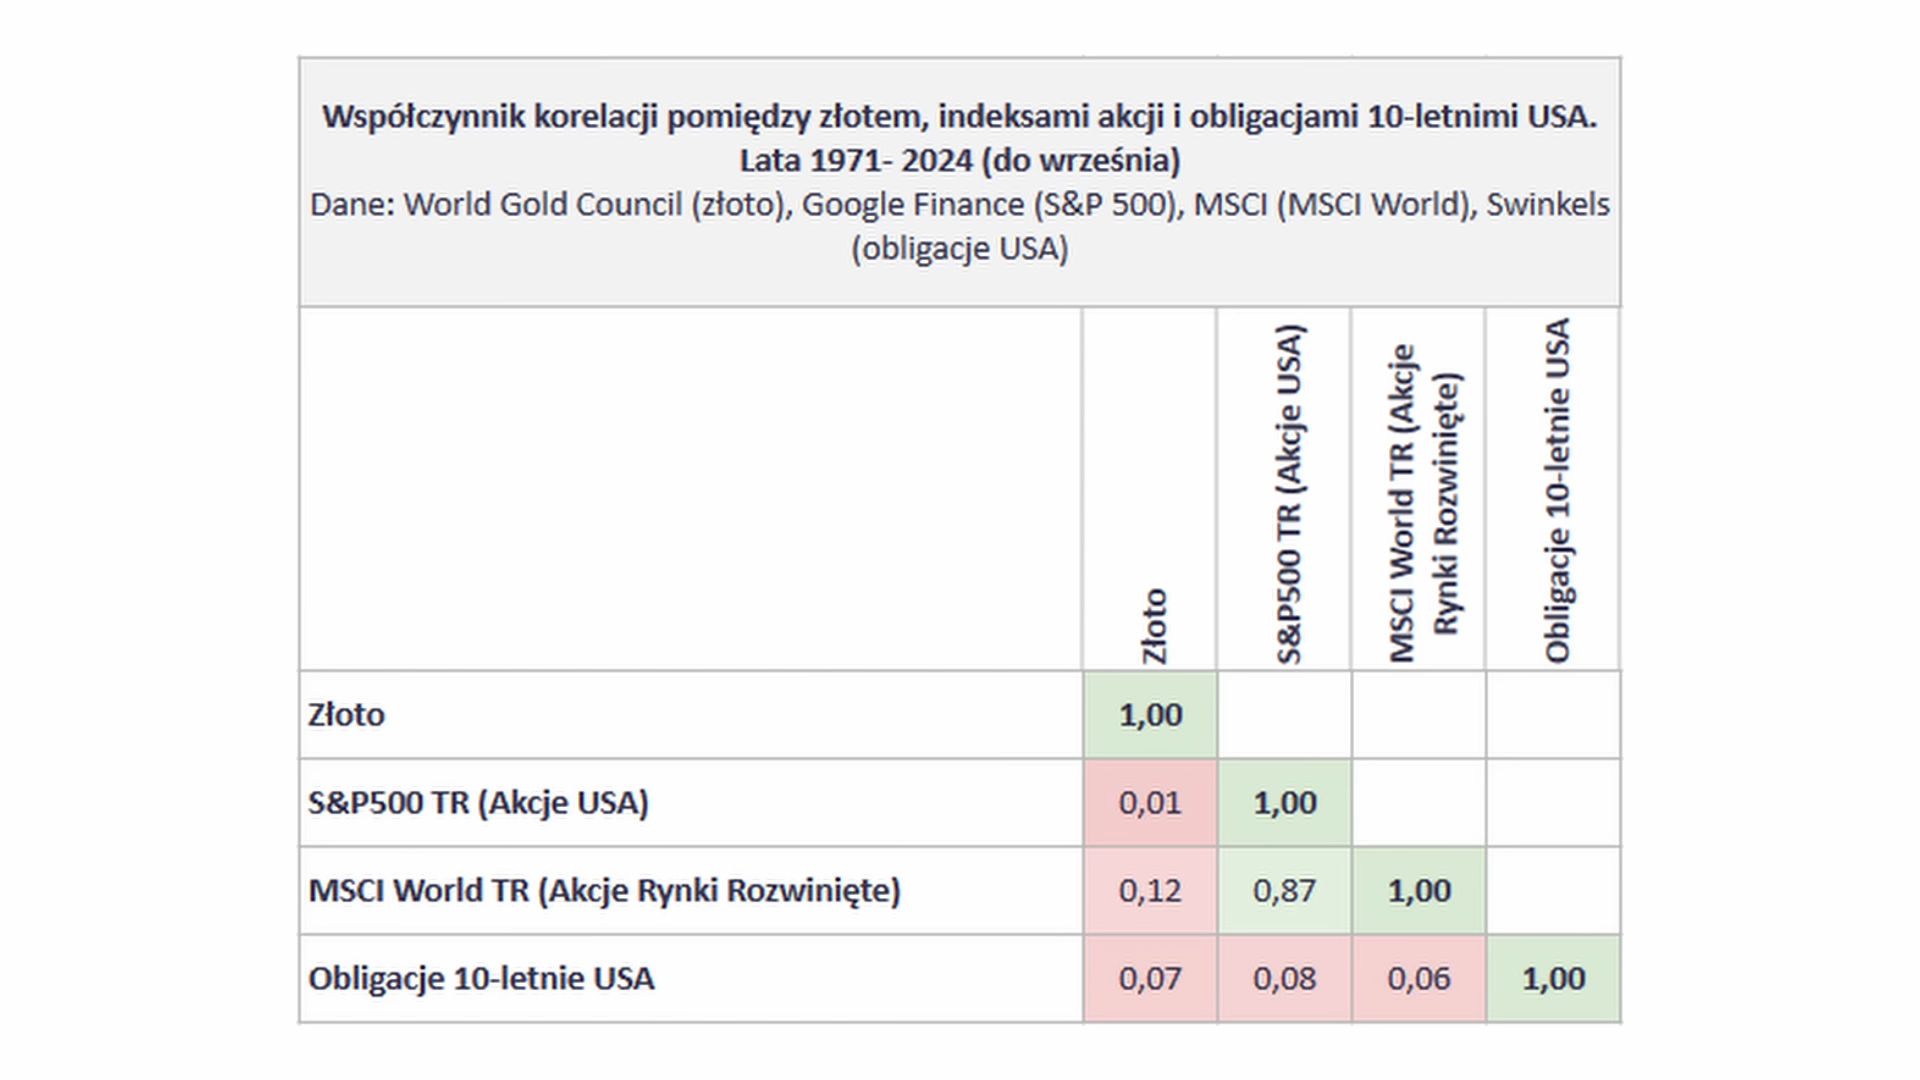 Współczynnik korelacji pomiędzy złotem, indeksami akcji i obligacjami 10-letnimi USA.
Lata 1971- 2024 (do września)
Dane: World Gold Council (złoto), Google Finance (S&P 500), MSCI (MSCI World), Swinkels
(obligacje USA)
Złoto
S&P500 TR (Akcje USA)
MSCI World TR (Akcje
Rynki Rozwinięte)
Obligacje 10-letnie USA
Złoto 1,00
S&P500 TR (Akcje USA) 0,01 1,00
MSCI World TR (Akcje Rynki Rozwinięte) 0,12 0,87 1,00
Obligacje 10-letnie USA 0,07 0,08 0,06 1,00